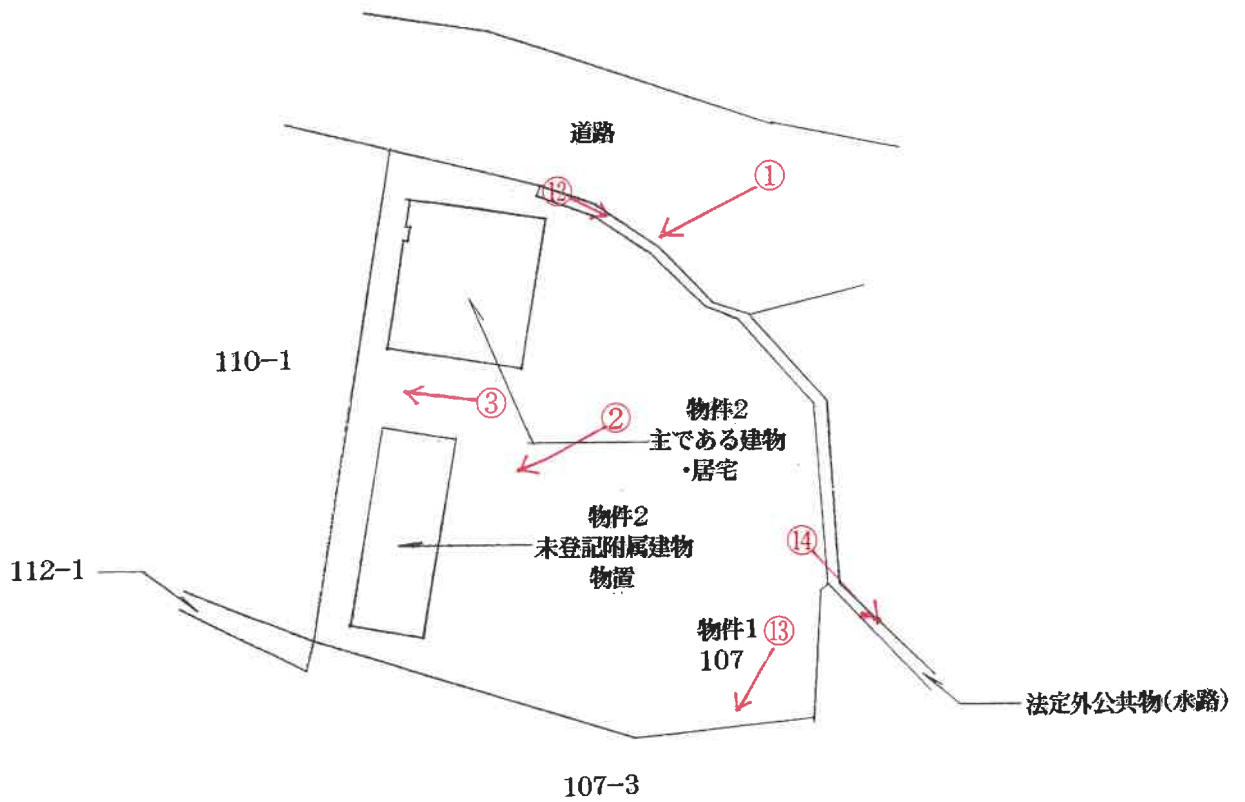 道路
①
⑫
110-1
③
②
物件2
主である建物
・居宅
物件2
未登記附属建物
物置
⑭
112-1
物件1
⑬
107
法定外公共物(水路)
107-3